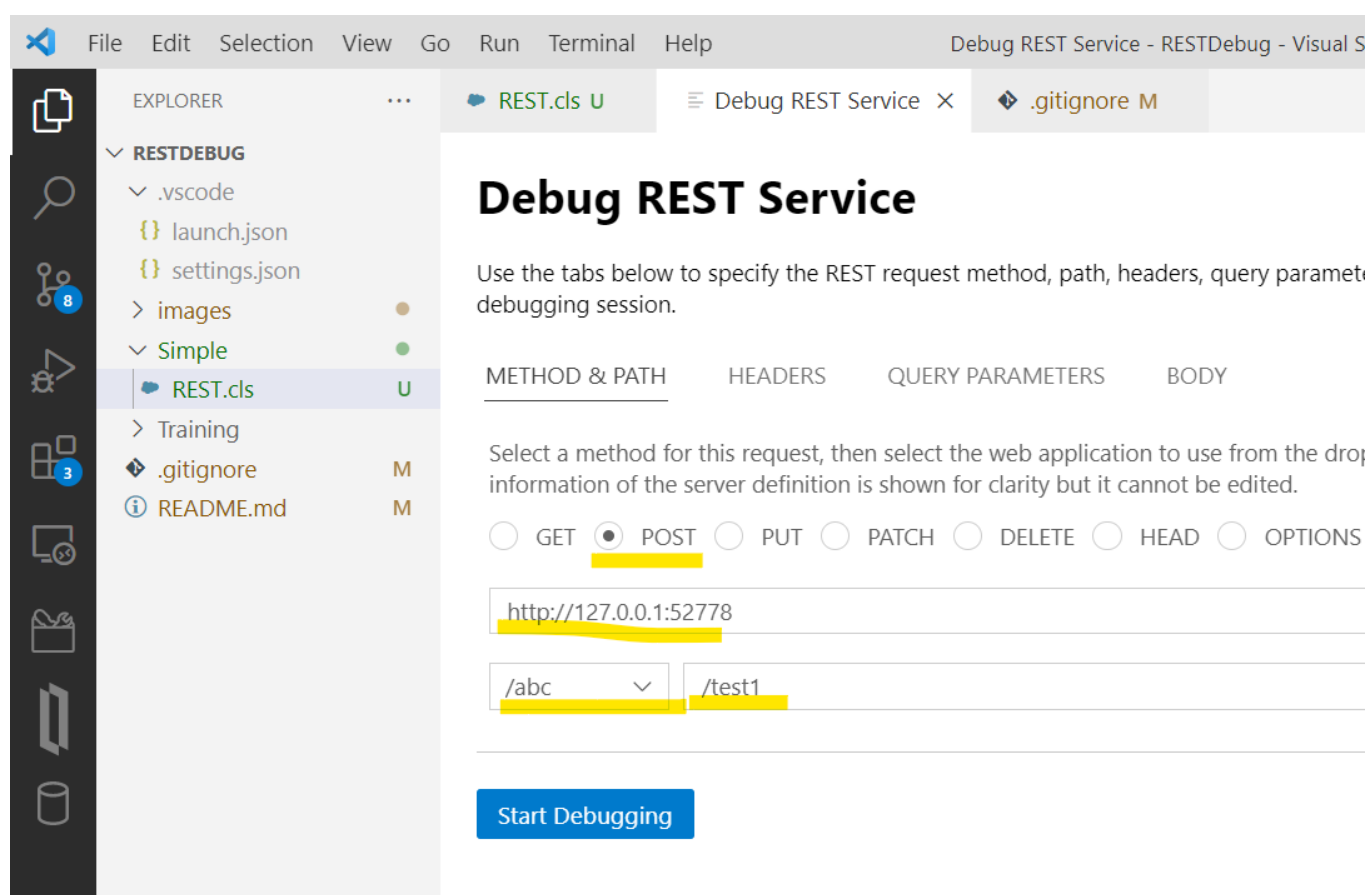 File Edit Selection View Go Run Terminal Help Debug REST Service - RESTDebug - Visual S
EXPLORER ...
REST.cls U Debug REST Service .gitignore M
RESTDEBUG
.vscode
{} launch.json
{} settings.json
8
images
Simple
REST.cls U
Training
3
.gitignore M
README.md M
Debug REST Service
Use the tabs below to specify the REST request method, path, headers, query paramete
debugging session.
METHOD & PATH HEADERS QUERY PARAMETERS BODY
Select a method for this request, then select the web application to use from the drop
information of the server definition is shown for clarity but it cannot be edited.
GET POST PUT PATCH DELETE HEAD OPTIONS
http://127.0.0.1:52778
/abc /test1
Start Debugging